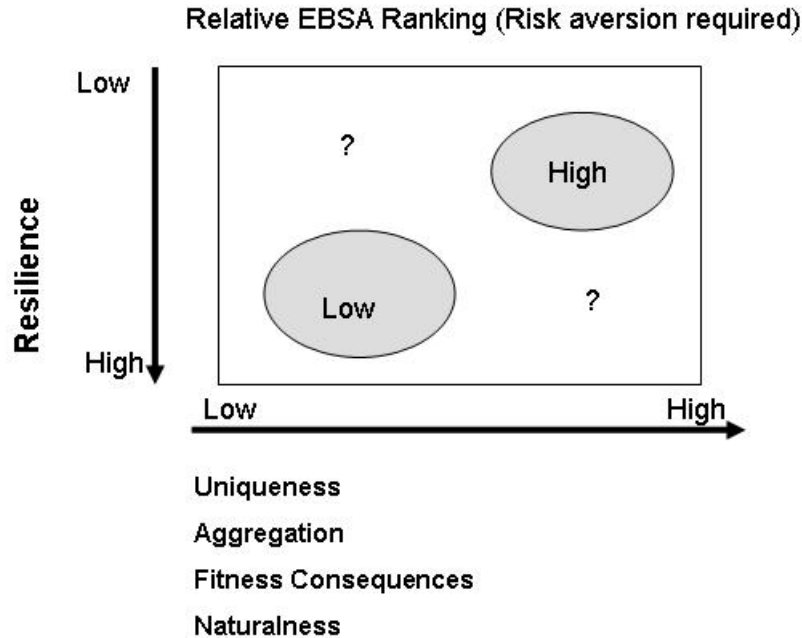 Relative EBSA Ranking (Risk aversion required)
Low
?
High
Resilience
Low
?
High
Low High
Uniqueness
Aggregation
Fitness Consequences
Naturalness